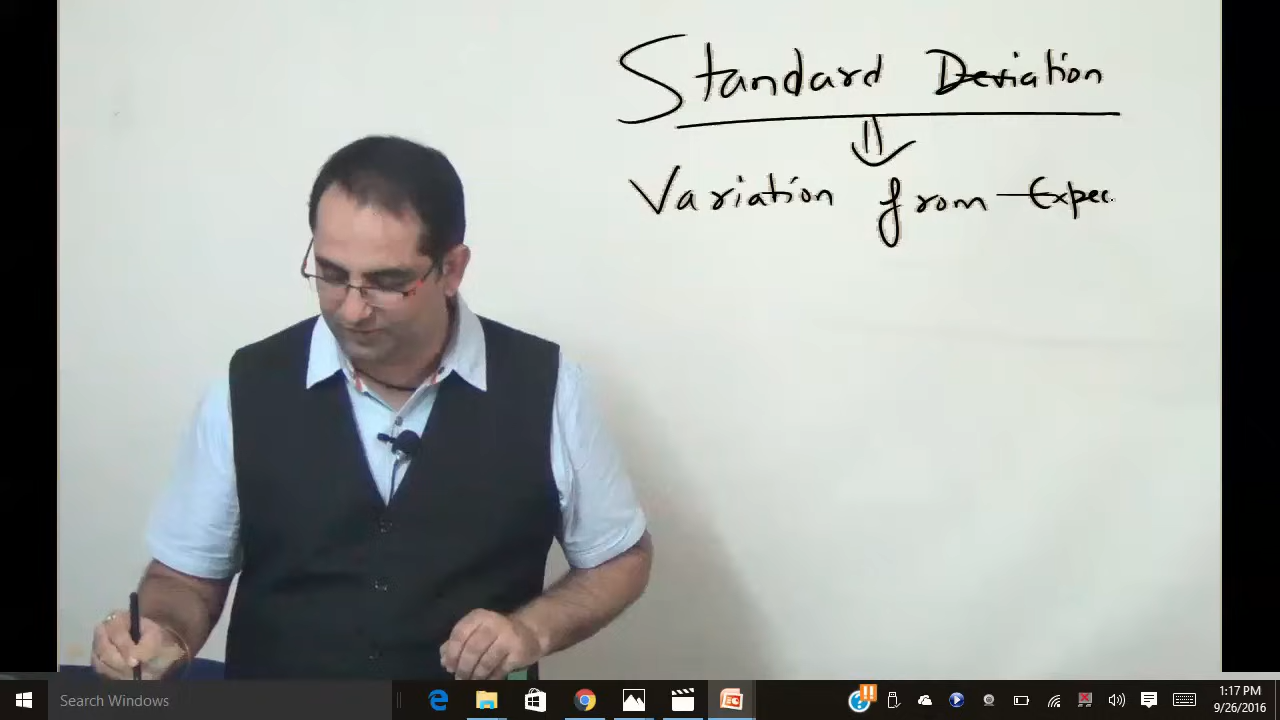 Standard Deviation
Variation from Expec
Search Windows
1:17 PM
9/26/2016